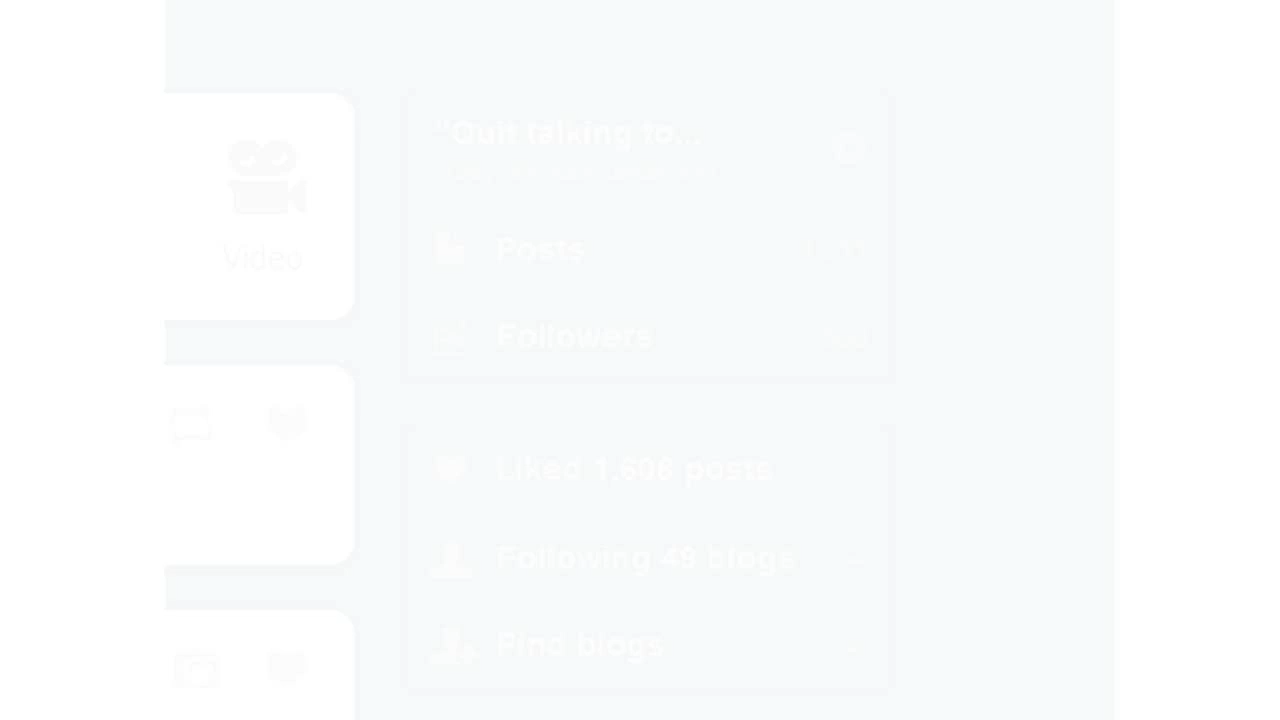 "Quit talking to...
Video
Posts
Followers
Liked 1,606 posts
Following 49 blogs
Find blogs